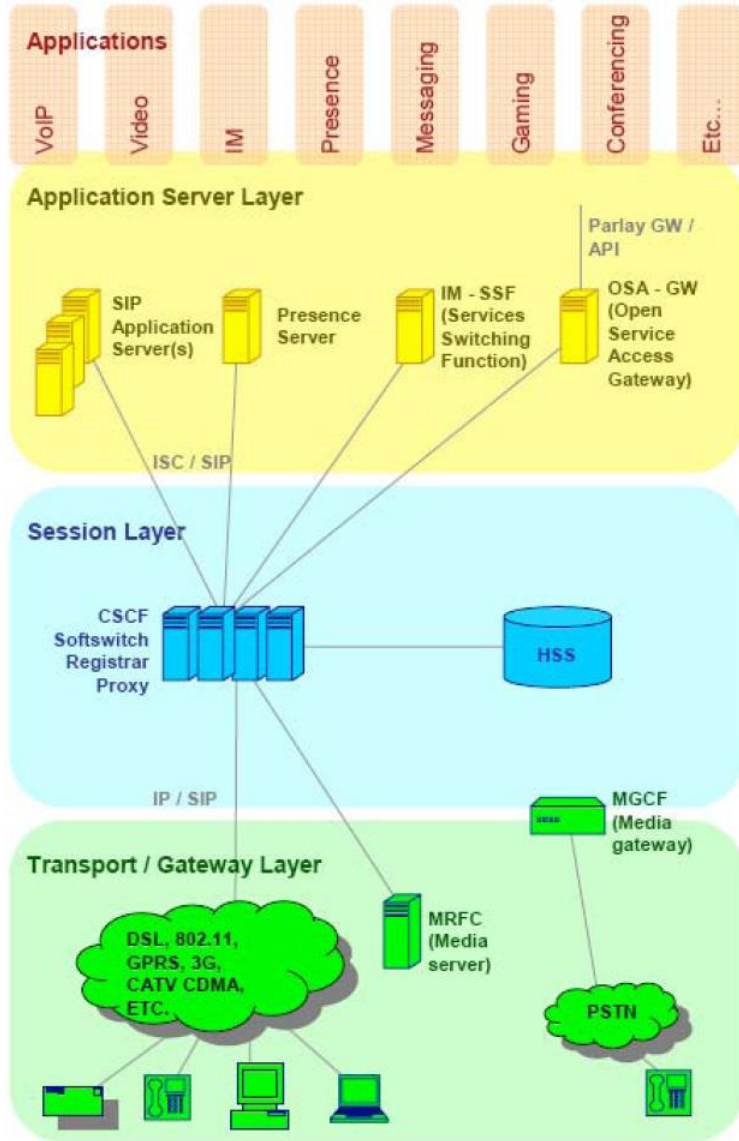 Applications
VoIP
Video
IM
Presence
Messaging
Gaming
Conferencing
Etc...
Application Server Layer
Parlay GW /
API
SIP
Application
Server(s)
Presence
Server
IM - SSF
(Services
Switching
Function)
OSA - GW
(Open
Service
Access
Gateway)
ISC / SIP
Session Layer
CSCF
Softswitch
Registrar
Proxy
HSS
IP / SIP
MGCF
(Media
gateway)
Transport / Gateway Layer
DSL, 802.11,
GPRS, 3G,
CATV CDMA,
ETC.
MRFC
(Media
server)
PSTN